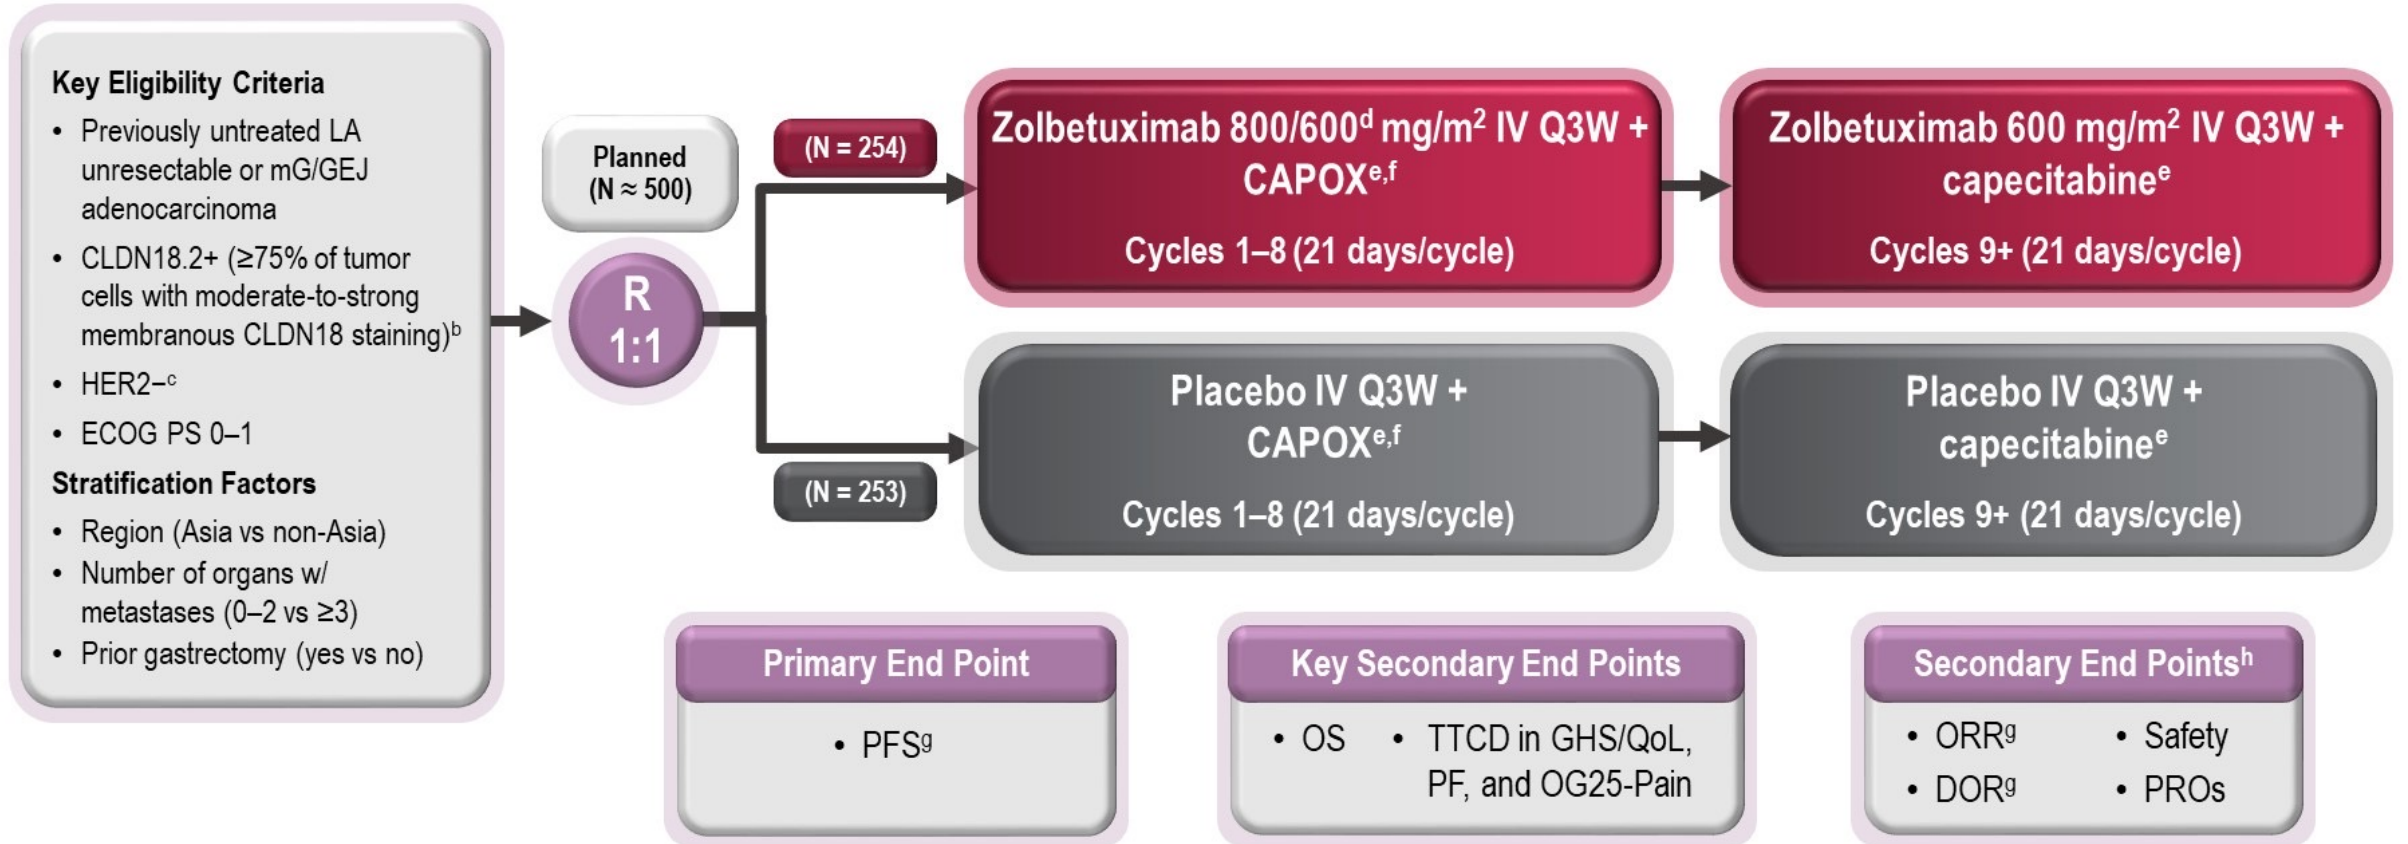 Key Eligibility Criteria
• Previously untreated LA
unresectable or mG/GEJ
adenocarcinoma
• CLDN18.2+ (≥75% of tumor
cells with moderate-to-strong
membranous CLDN18 staining)ᵇ
• HER2–ᶜ
• ECOG PS 0–1
Stratification Factors
• Region (Asia vs non-Asia)
• Number of organs w/
metastases (0–2 vs ≥3)
• Prior gastrectomy (yes vs no)
Planned
(N ≈ 500)
R
1:1
(N = 254)
Zolbetuximab 800/600ᵈ mg/m² IV Q3W +
CAPOXᵉ,ᶠ
Cycles 1–8 (21 days/cycle)
Zolbetuximab 600 mg/m² IV Q3W +
capecitabineᵉ
Cycles 9+ (21 days/cycle)
(N = 253)
Placebo IV Q3W +
CAPOXᵉ,ᶠ
Cycles 1–8 (21 days/cycle)
Placebo IV Q3W +
capecitabineᵉ
Cycles 9+ (21 days/cycle)
Primary End Point
• PFSᵍ
Key Secondary End Points
• OS
• TTCD in GHS/QoL,
PF, and OG25-Pain
Secondary End Pointsʰ
• ORRᵍ
• DORᵍ
• Safety
• PROs